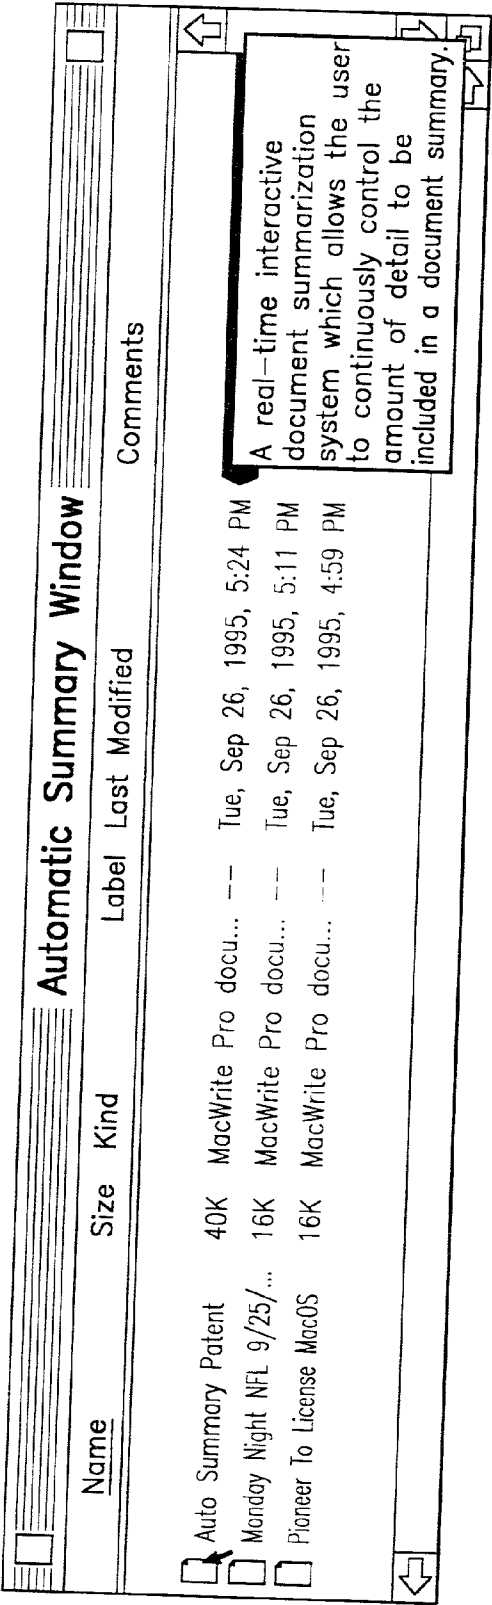 Automatic Summary Window
Name Size Kind Label Last Modified Comments
Auto Summary Patent 40K MacWrite Pro docu... -- Tue, Sep 26, 1995, 5:24 PM
Monday Night NFL 9/25/... 16K MacWrite Pro docu... -- Tue, Sep 26, 1995, 5:11 PM
Pioneer To License MacOS 16K MacWrite Pro docu... -- Tue, Sep 26, 1995, 4:59 PM
A real-time interactive
document summarization
system which allows the user
to continuously control the
amount of detail to be
included in a document summary.